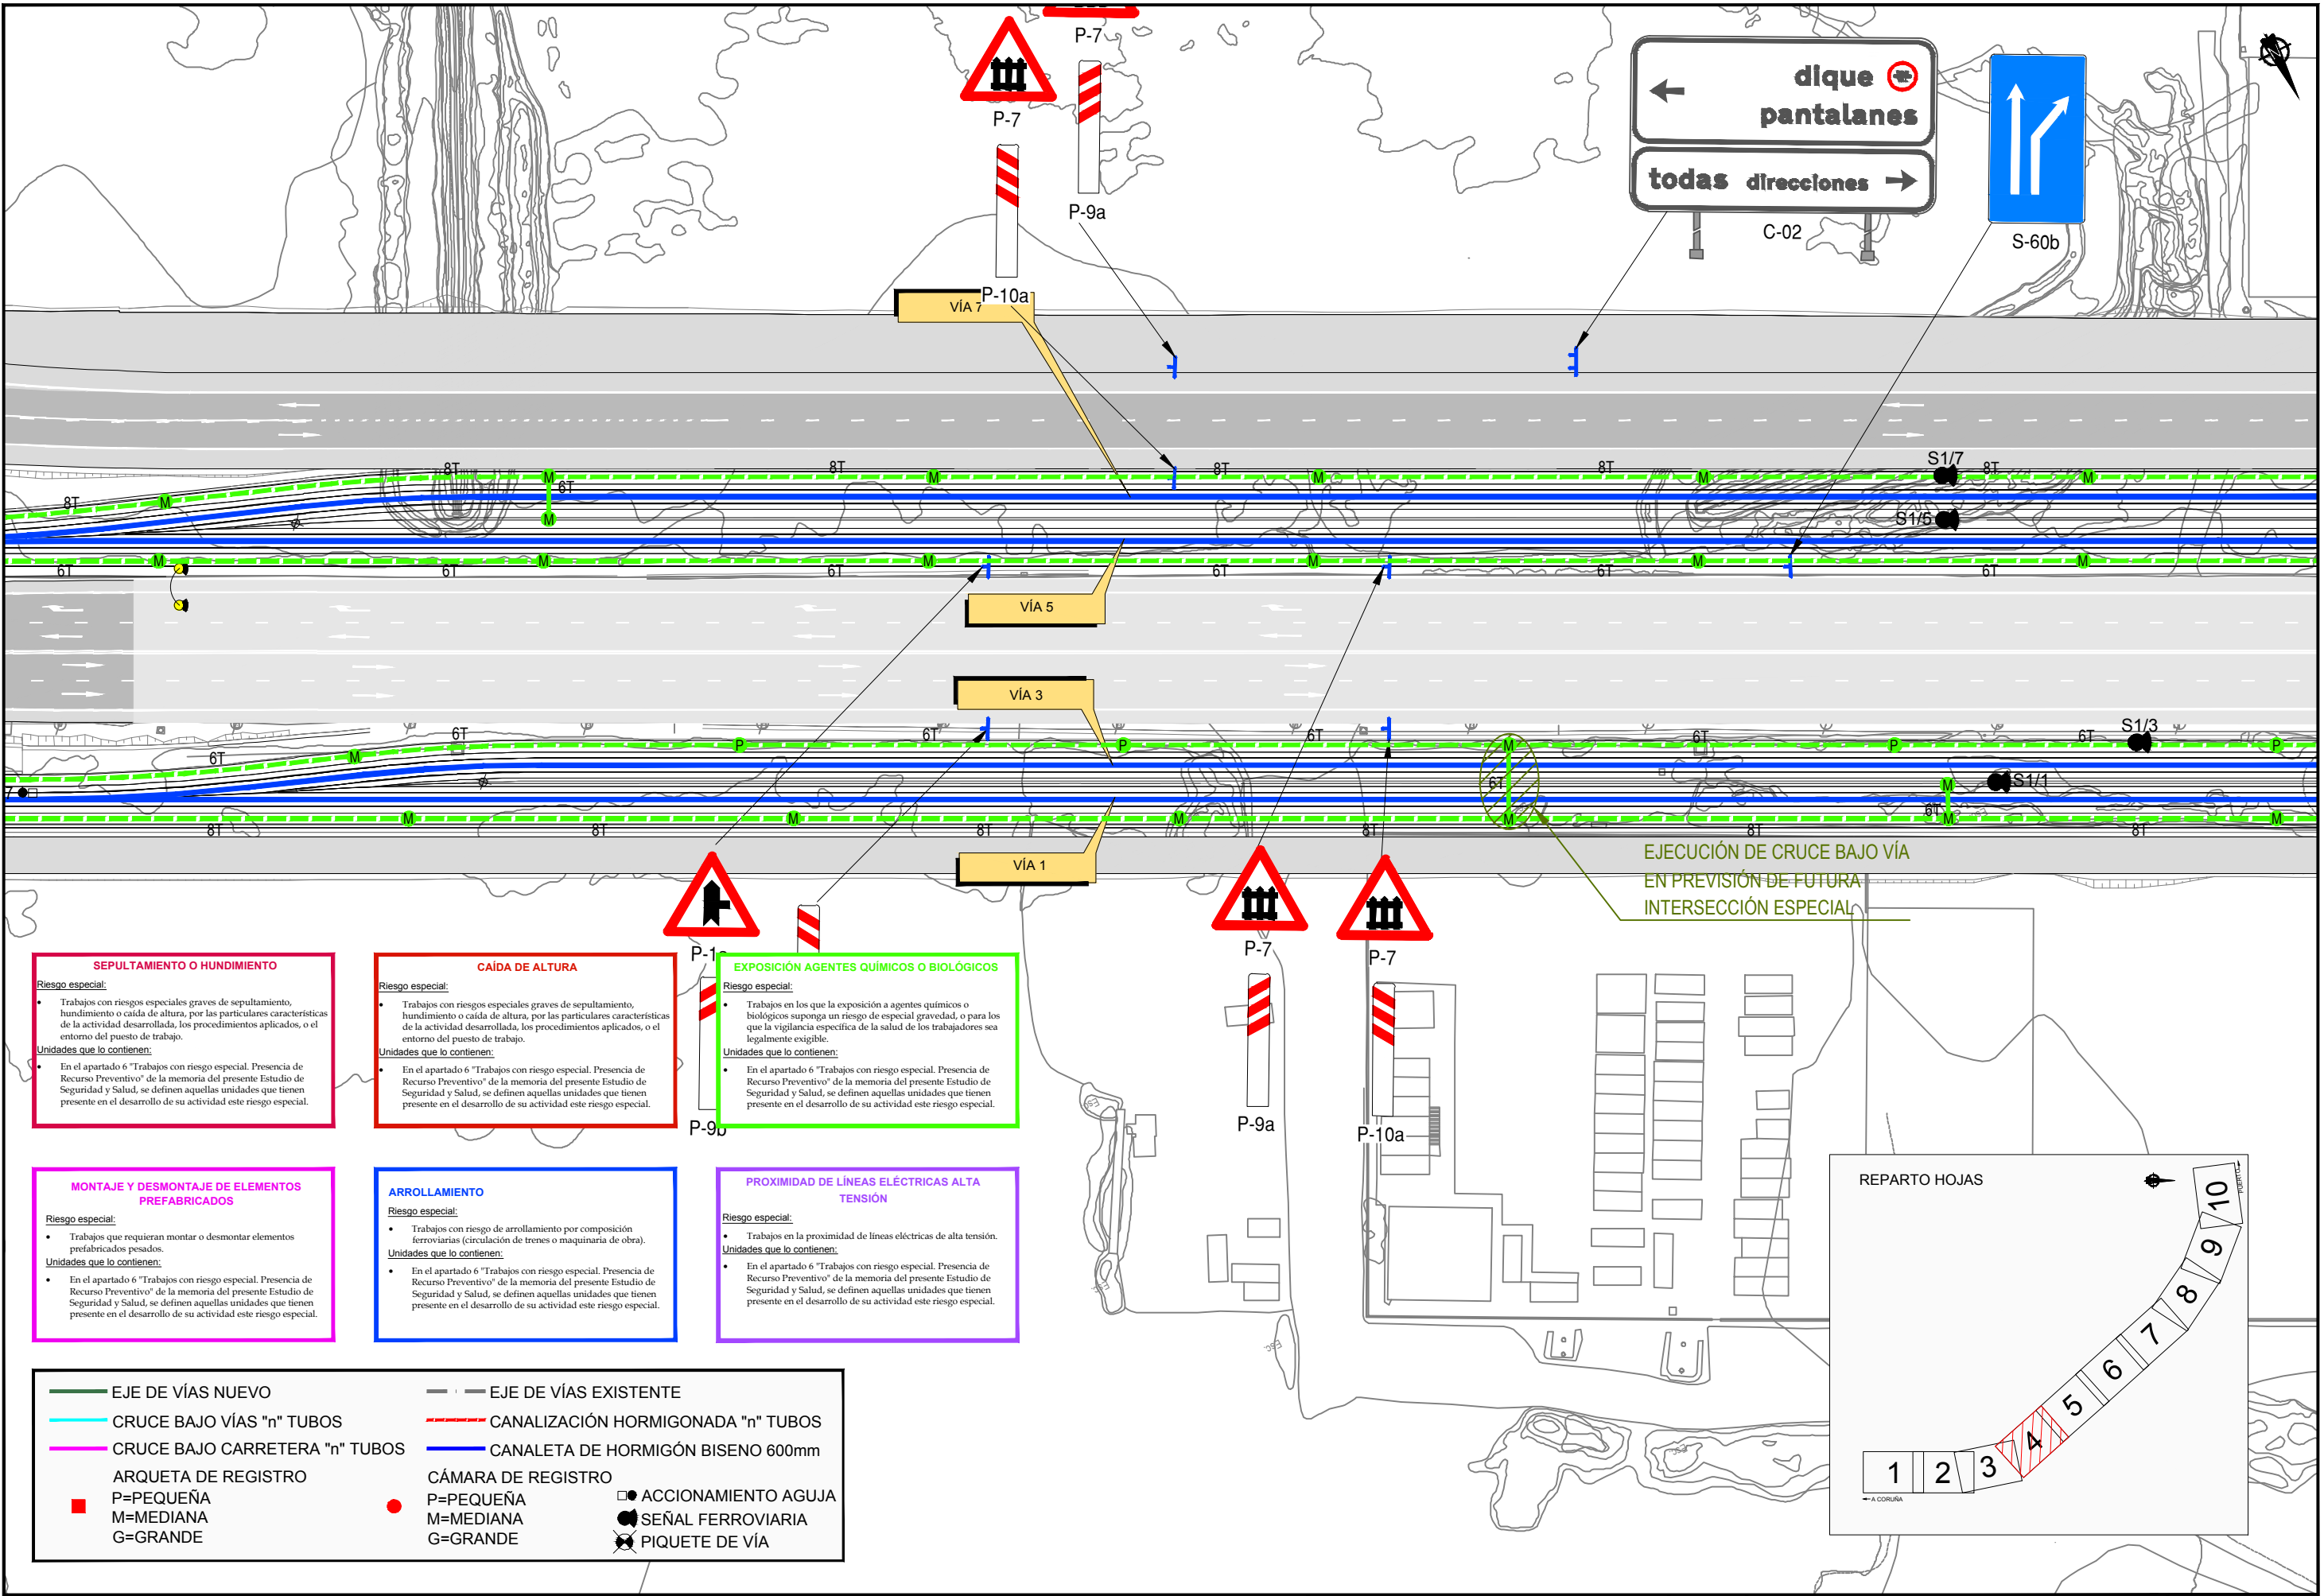 P-7
P-7
P-9a
P-10a
dique
pantalanes
todas direcciones
C-02
S-60b
VÍA 7
8T
8T
8T
8T
8T
8T
M
M
M
M
M
M
6T
M
S1/7
S1/5
M
M
M
M
M
M
6T
6T
6T
6T
6T
6T
VÍA 5
VÍA 3
6T
6T
6T
6T
6T
6T
M
P
P
M
P
P
S1/3
S1/1
7
6T
M
6T
M
M
M
M
M
M
8T
8T
8T
8T
8T
8T
VÍA 1
EJECUCIÓN DE CRUCE BAJO VÍA
EN PREVISIÓN DE FUTURA
INTERSECCIÓN ESPECIAL
P-1
P-9b
P-7
P-9a
P-7
P-10a
SEPULTAMIENTO O HUNDIMIENTO
Riesgo especial:
• Trabajos con riesgos especiales graves de sepultamiento,
hundimiento o caída de altura, por las particulares características
de la actividad desarrollada, los procedimientos aplicados, o el
entorno del puesto de trabajo.
Unidades que lo contienen:
• En el apartado 6 "Trabajos con riesgo especial. Presencia de
Recurso Preventivo" de la memoria del presente Estudio de
Seguridad y Salud, se definen aquellas unidades que tienen
presente en el desarrollo de su actividad este riesgo especial.
CAÍDA DE ALTURA
Riesgo especial:
• Trabajos con riesgos especiales graves de sepultamiento,
hundimiento o caída de altura, por las particulares características
de la actividad desarrollada, los procedimientos aplicados, o el
entorno del puesto de trabajo.
Unidades que lo contienen:
• En el apartado 6 "Trabajos con riesgo especial. Presencia de
Recurso Preventivo" de la memoria del presente Estudio de
Seguridad y Salud, se definen aquellas unidades que tienen
presente en el desarrollo de su actividad este riesgo especial.
EXPOSICIÓN AGENTES QUÍMICOS O BIOLÓGICOS
Riesgo especial:
• Trabajos en los que la exposición a agentes químicos o
biológicos suponga un riesgo de especial gravedad, o para los
que la vigilancia específica de la salud de los trabajadores sea
legalmente exigible.
Unidades que lo contienen:
• En el apartado 6 "Trabajos con riesgo especial. Presencia de
Recurso Preventivo" de la memoria del presente Estudio de
Seguridad y Salud, se definen aquellas unidades que tienen
presente en el desarrollo de su actividad este riesgo especial.
MONTAJE Y DESMONTAJE DE ELEMENTOS
PREFABRICADOS
Riesgo especial:
• Trabajos que requieran montar o desmontar elementos
prefabricados pesados.
Unidades que lo contienen:
• En el apartado 6 "Trabajos con riesgo especial. Presencia de
Recurso Preventivo" de la memoria del presente Estudio de
Seguridad y Salud, se definen aquellas unidades que tienen
presente en el desarrollo de su actividad este riesgo especial.
ARROLLAMIENTO
Riesgo especial:
• Trabajos con riesgo de arrollamiento por composición
ferroviarias (circulación de trenes o maquinaria de obra).
Unidades que lo contienen:
• En el apartado 6 "Trabajos con riesgo especial. Presencia de
Recurso Preventivo" de la memoria del presente Estudio de
Seguridad y Salud, se definen aquellas unidades que tienen
presente en el desarrollo de su actividad este riesgo especial.
PROXIMIDAD DE LÍNEAS ELÉCTRICAS ALTA
TENSIÓN
Riesgo especial:
• Trabajos en la proximidad de líneas eléctricas de alta tensión.
Unidades que lo contienen:
• En el apartado 6 "Trabajos con riesgo especial. Presencia de
Recurso Preventivo" de la memoria del presente Estudio de
Seguridad y Salud, se definen aquellas unidades que tienen
presente en el desarrollo de su actividad este riesgo especial.
EJE DE VÍAS NUEVO
CRUCE BAJO VÍAS "n" TUBOS
CRUCE BAJO CARRETERA "n" TUBOS
EJE DE VÍAS EXISTENTE
CANALIZACIÓN HORMIGONADA "n" TUBOS
CANALETA DE HORMIGÓN BISENO 600mm
ARQUETA DE REGISTRO
P=PEQUEÑA
M=MEDIANA
G=GRANDE
CÁMARA DE REGISTRO
P=PEQUEÑA
M=MEDIANA
G=GRANDE
ACCIONAMIENTO AGUJA
SEÑAL FERROVIARIA
PIQUETE DE VÍA
REPARTO HOJAS
1
2
3
4
5
6
7
8
9
10
A CORUÑA
PUERTO